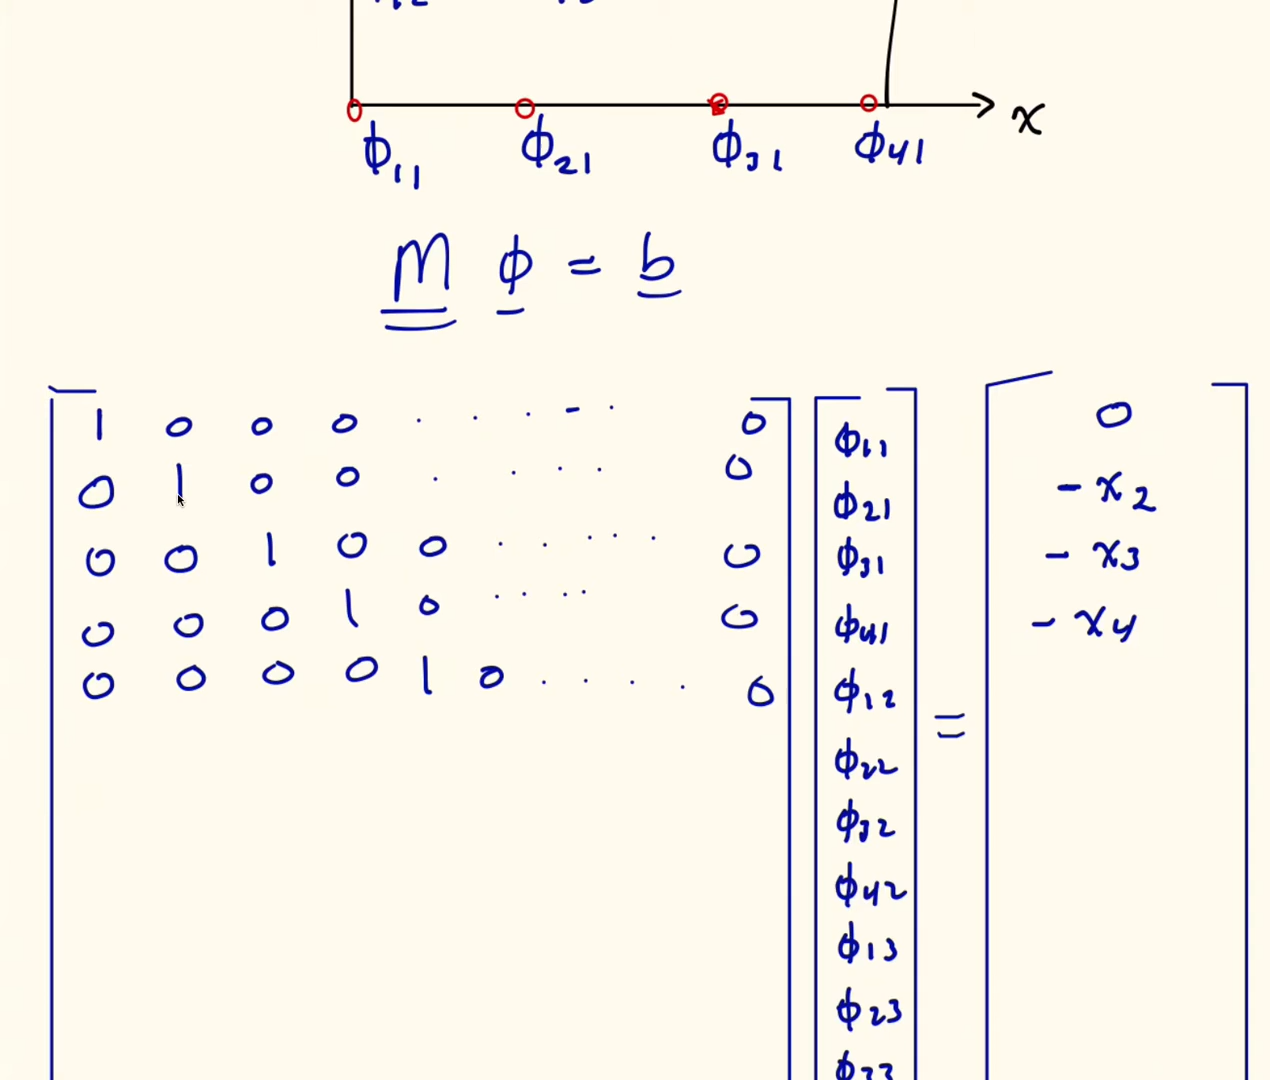 x
ϕ11 ϕ21 ϕ31 ϕ41
M ϕ = b
1 0 0 0 . . . - . 0 ϕ11 0
0 1 0 0 . . . . 0 ϕ21 - x2
0 0 1 0 0 . . . . . 0 ϕ31 - x3
0 0 0 1 0 . . . . 0 ϕ41 - x4
0 0 0 0 1 0 . . . . 0 ϕ12
=
ϕ22
ϕ32
ϕ42
ϕ13
ϕ23
ϕ33